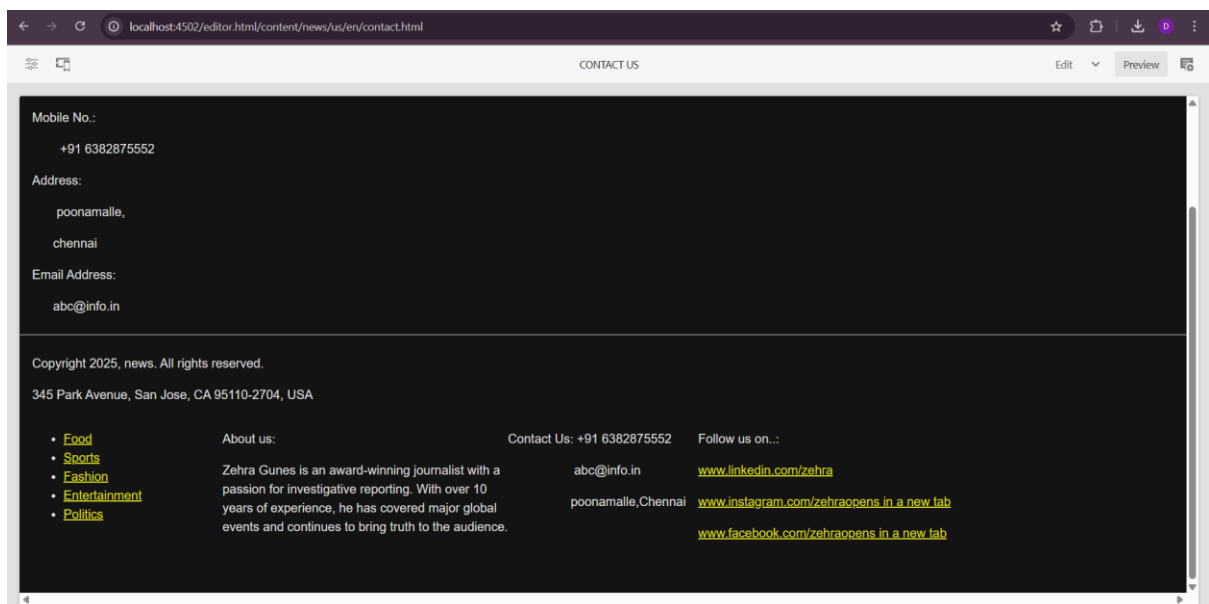 localhost:4502/editor.html/content/news/us/en/contact.html
D
CONTACT US
Edit
Preview
Mobile No.:
+91 6382875552
Address:
poonamalle,
chennai
Email Address:
abc@info.in
Copyright 2025, news. All rights reserved.
345 Park Avenue, San Jose, CA 95110-2704, USA
Food
Sports
Fashion
Entertainment
Politics
About us:
Zehra Gunes is an award-winning journalist with a
passion for investigative reporting. With over 10
years of experience, he has covered major global
events and continues to bring truth to the audience.
Contact Us: +91 6382875552
abc@info.in
poonamalle,Chennai
Follow us on..:
www.linkedin.com/zehra
www.instagram.com/zehraopens in a new tab
www.facebook.com/zehraopens in a new tab